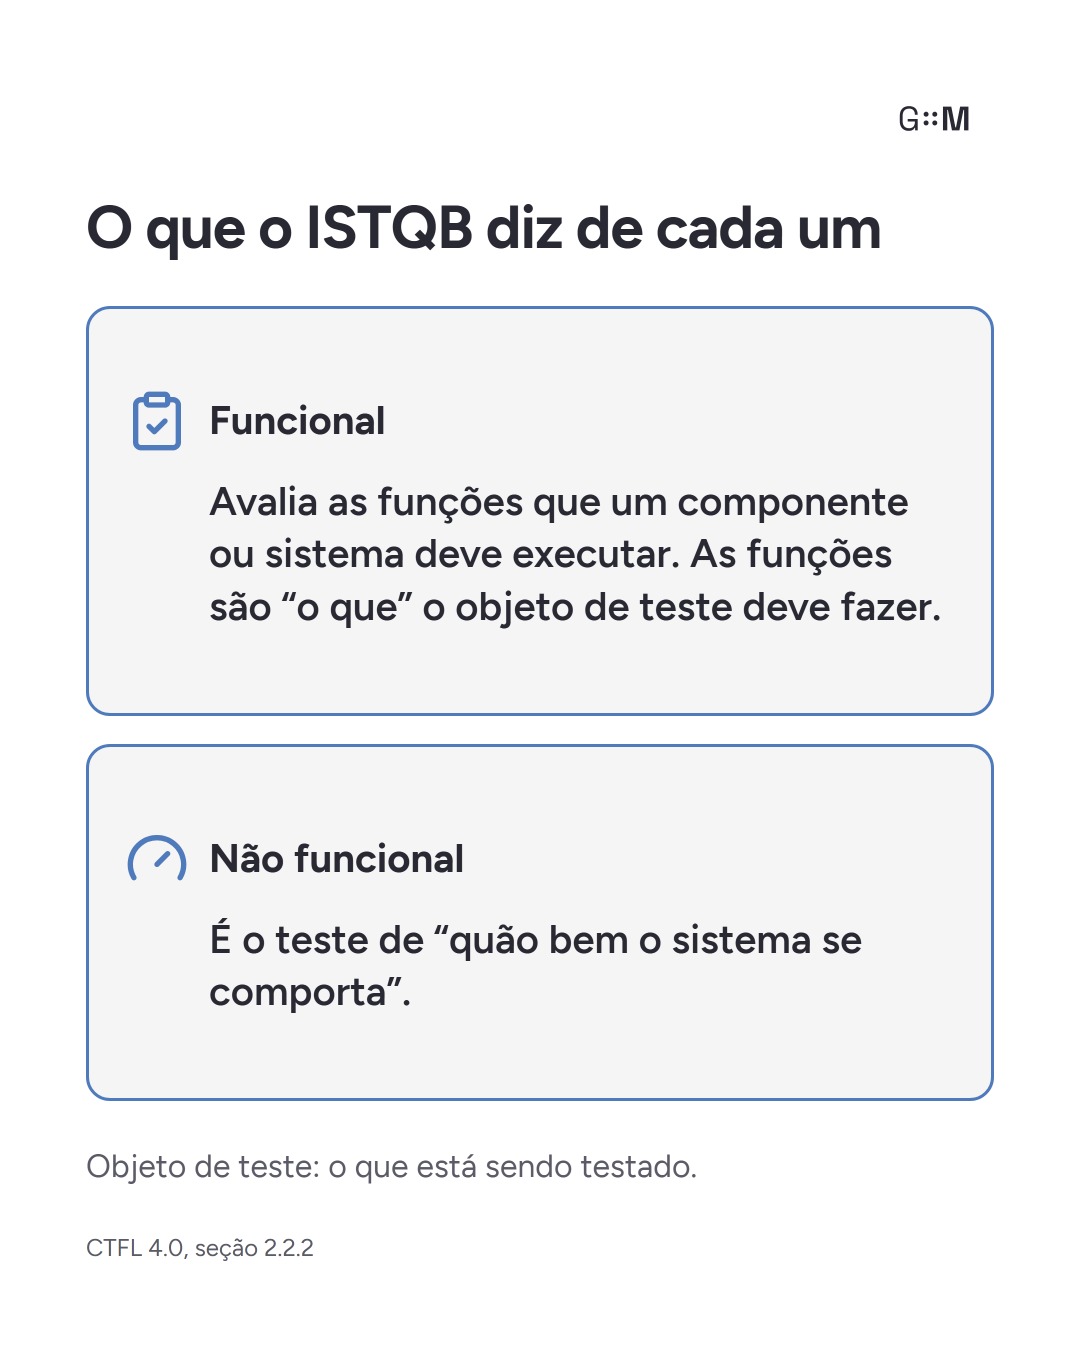 G::M
O que o ISTQB diz de cada um
Funcional
Avalia as funções que um componente
ou sistema deve executar. As funções
são “o que” o objeto de teste deve fazer.
Não funcional
É o teste de “quão bem o sistema se
comporta”.
Objeto de teste: o que está sendo testado.
CTFL 4.0, seção 2.2.2